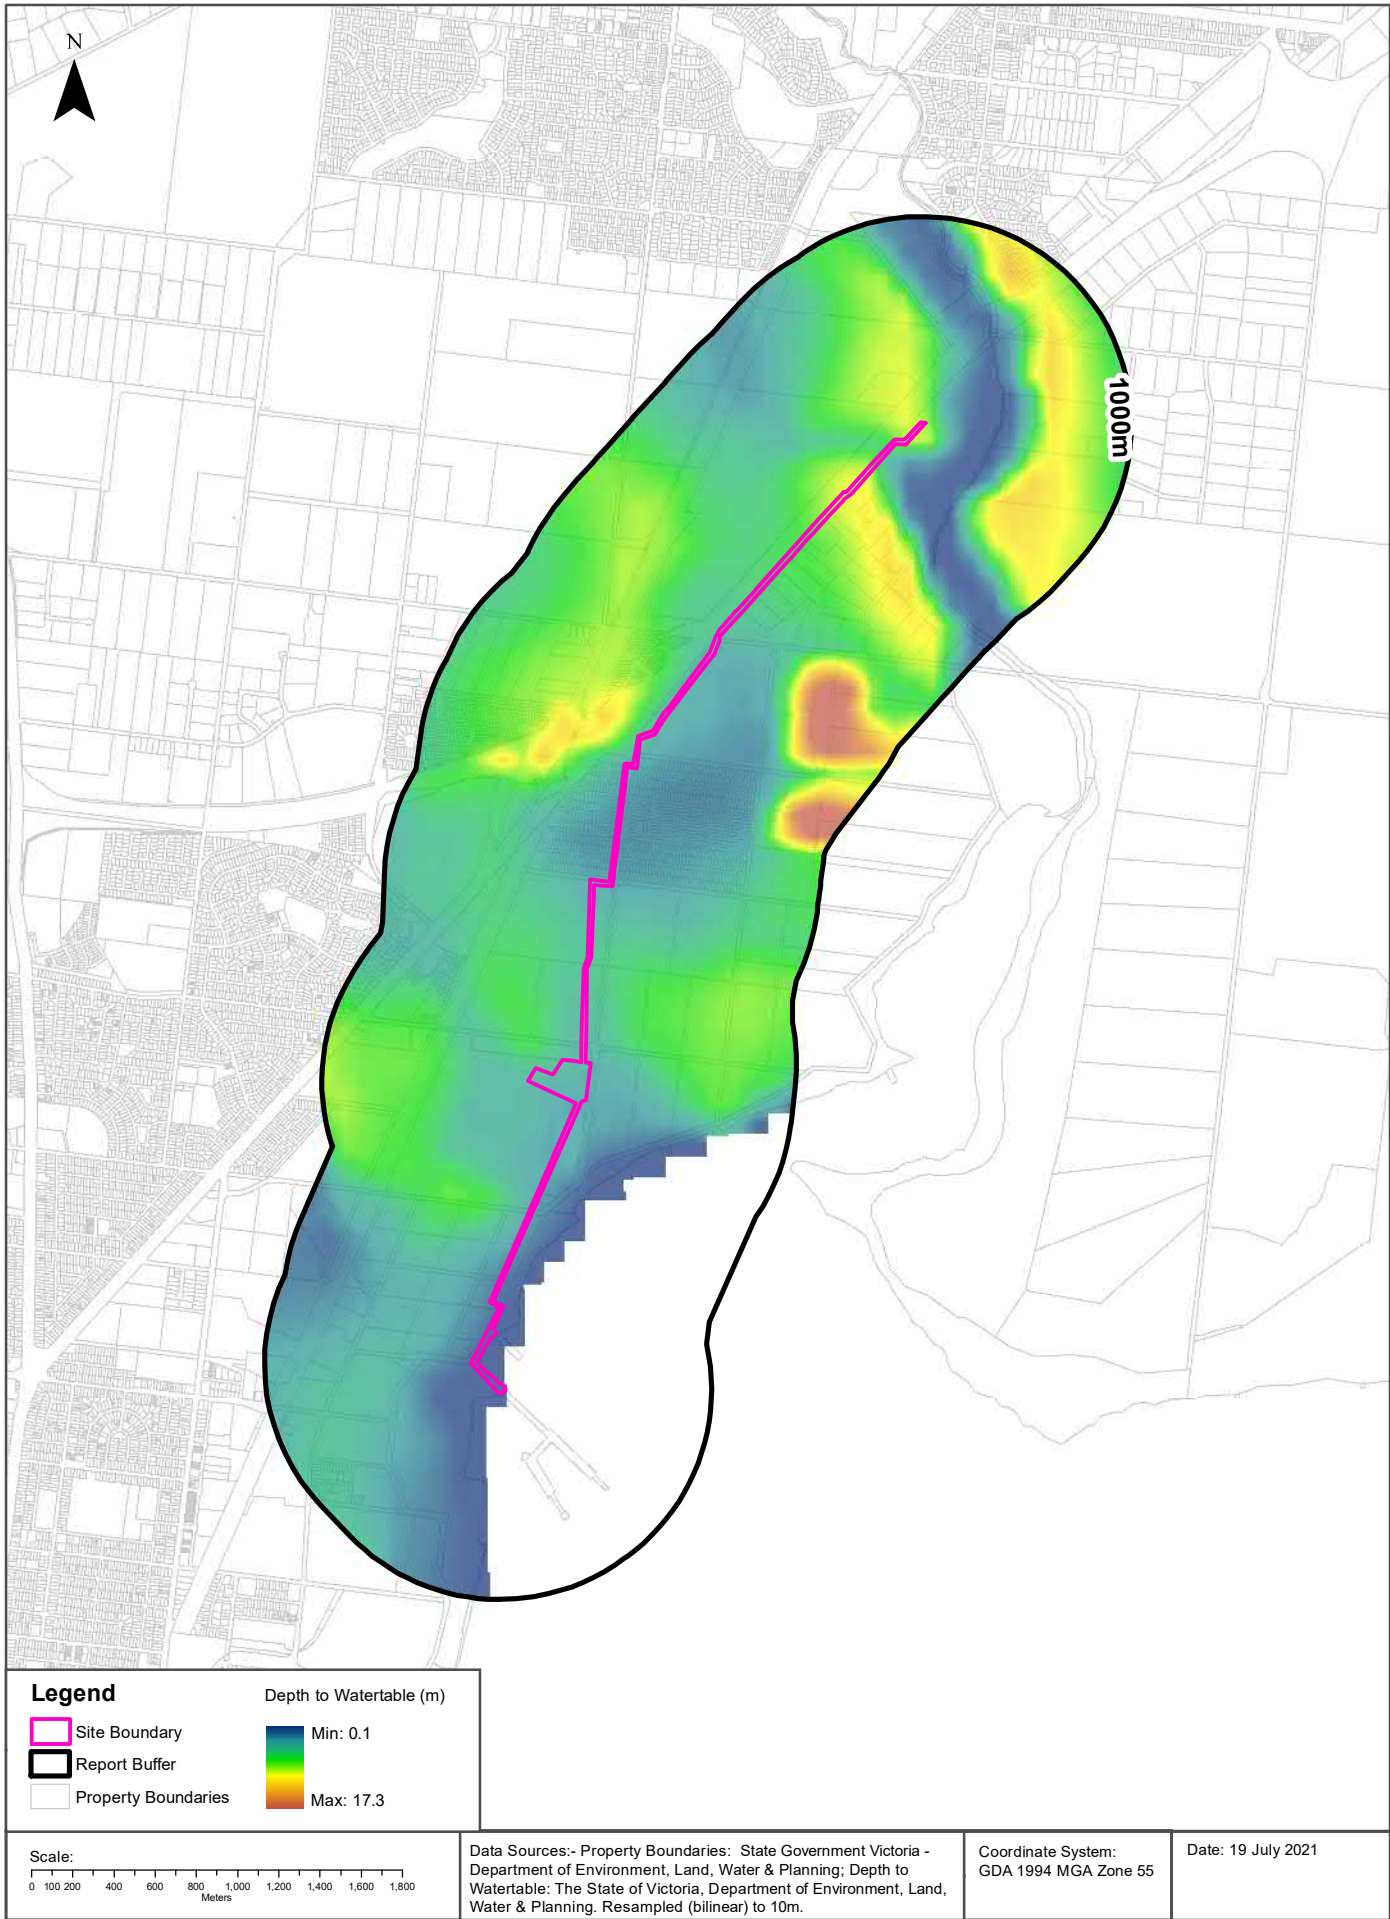 N
1000m
Legend
Site Boundary
Report Buffer
Property Boundaries
Depth to Watertable (m)
Min: 0.1
Max: 17.3
Scale:
0 100 200 400 600 800 1,000 1,200 1,400 1,600 1,800
Meters
Data Sources:- Property Boundaries: State Government Victoria -
Department of Environment, Land, Water & Planning; Depth to
Watertable: The State of Victoria, Department of Environment, Land,
Water & Planning. Resampled (bilinear) to 10m.
Coordinate System:
GDA 1994 MGA Zone 55
Date: 19 July 2021